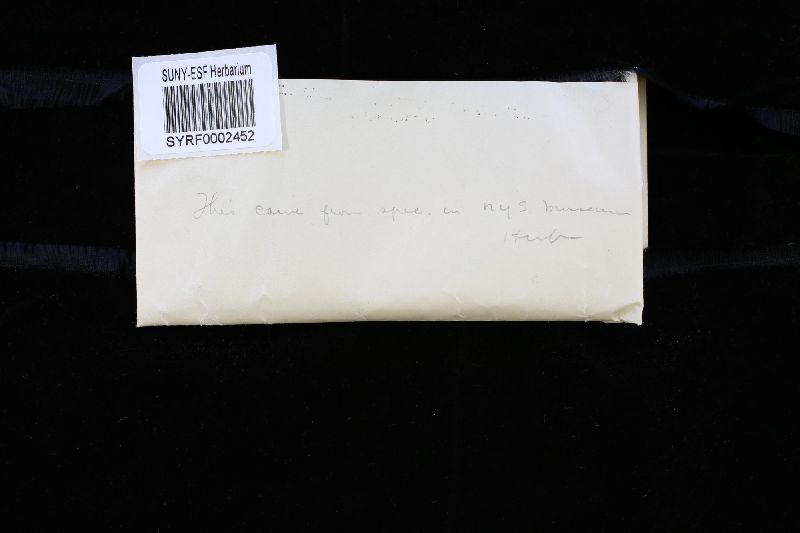 SUNY-ESF Herbarium
SYRF0002452
This came from spec. in NYS Museum
Herb